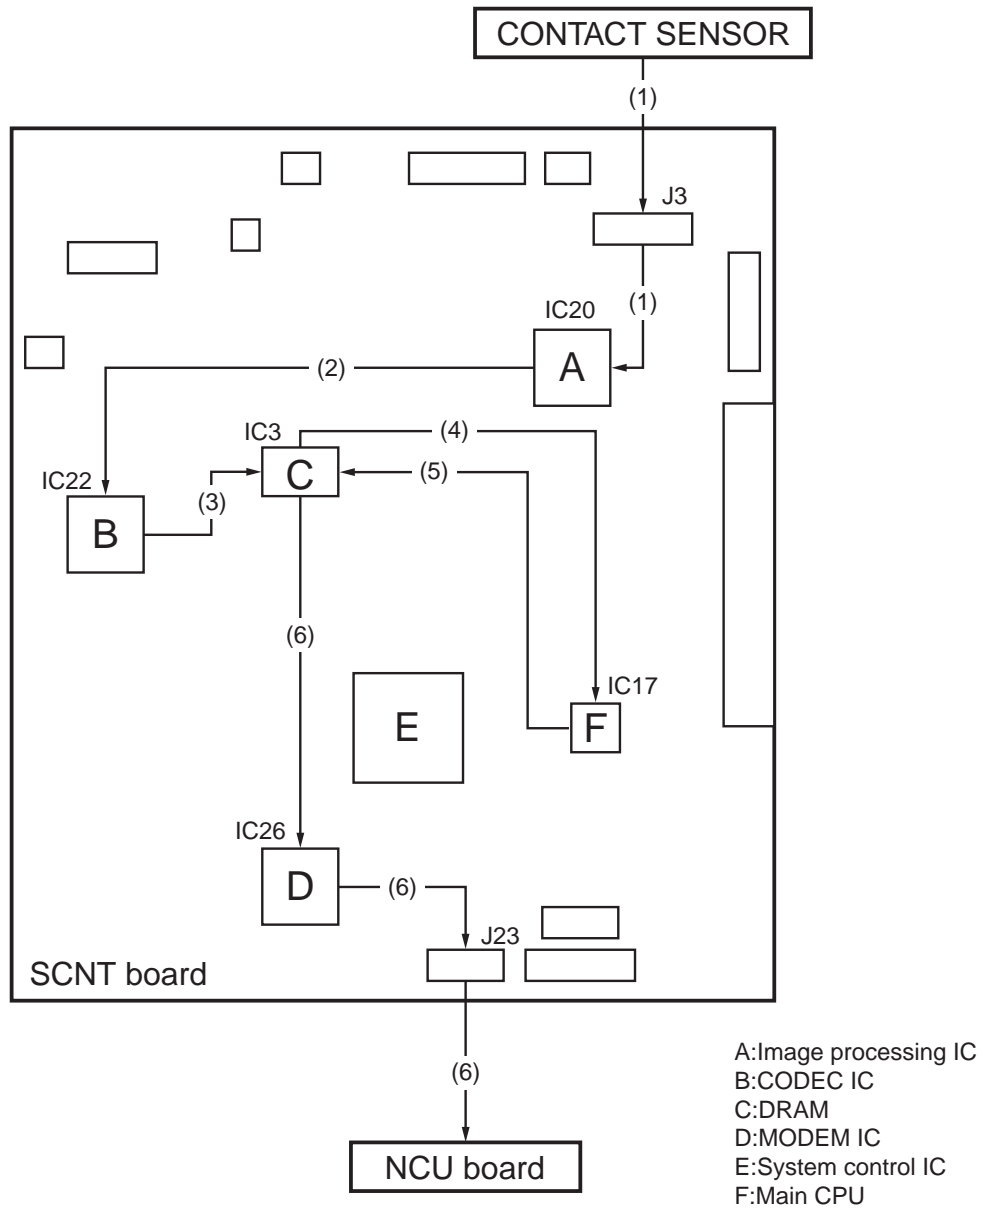 CONTACT SENSOR
(1)
J3
(1)
IC20
A
(2)
IC3
(4)
C
(5)
IC22
(3)
B
(6)
IC17
E
F
IC26
D
(6)
J23
SCNT board
(6)
NCU board
A:Image processing IC
B:CODEC IC
C:DRAM
D:MODEM IC
E:System control IC
F:Main CPU